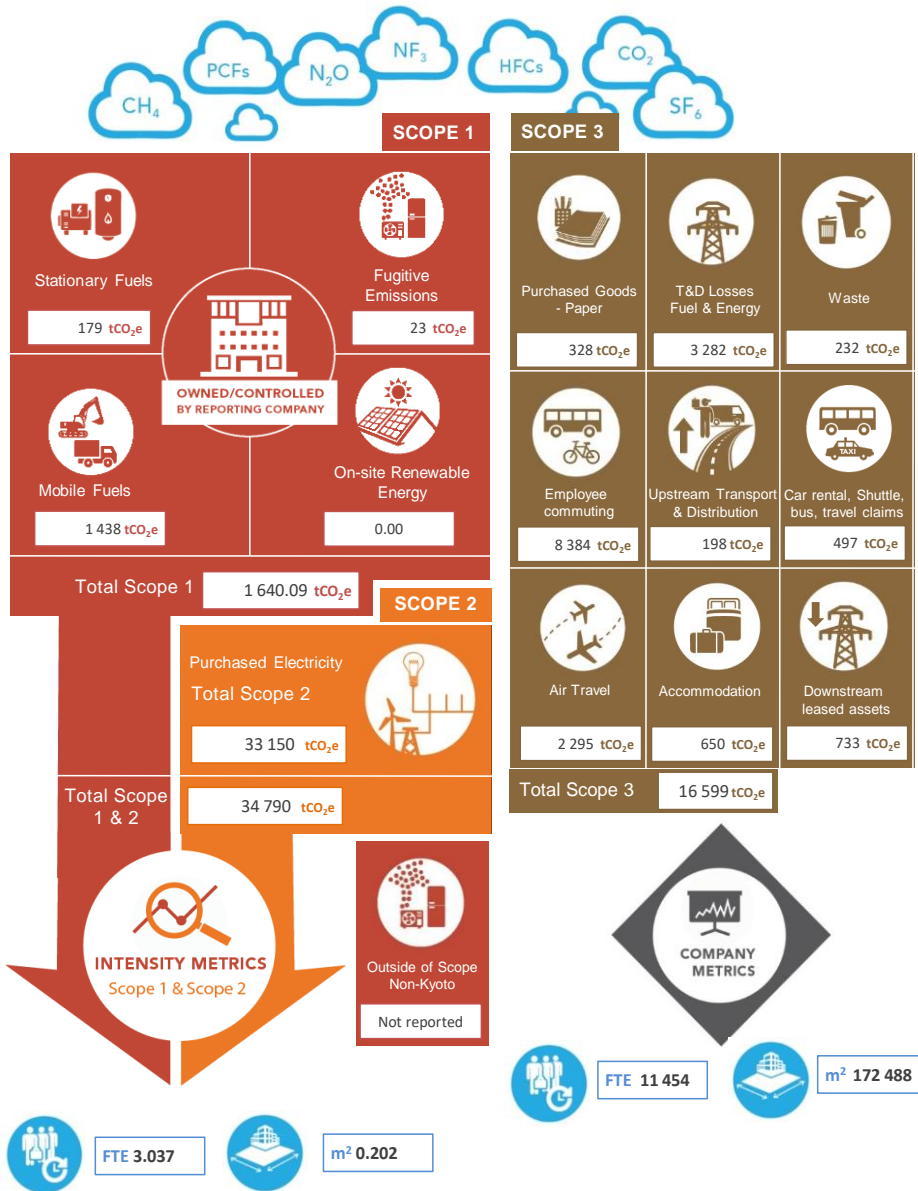 CH₄
PCFs
N₂O
NF₃
HFCs
CO₂
SF₆
SCOPE 1
Stationary Fuels
179 tCO₂e
Fugitive
Emissions
23 tCO₂e
OWNED/CONTROLLED
BY REPORTING COMPANY
Mobile Fuels
1 438 tCO₂e
On-site Renewable
Energy
0.00
Total Scope 1
1 640.09 tCO₂e
SCOPE 2
Purchased Electricity
Total Scope 2
33 150 tCO₂e
Total Scope
1 & 2
34 790 tCO₂e
INTENSITY METRICS
Scope 1 & Scope 2
Outside of Scope
Non-Kyoto
Not reported
FTE 3.037
m² 0.202
SCOPE 3
Purchased Goods
- Paper
328 tCO₂e
T&D Losses
Fuel & Energy
3 282 tCO₂e
Waste
232 tCO₂e
Employee
commuting
8 384 tCO₂e
Upstream Transport
& Distribution
198 tCO₂e
TAXI
Car rental, Shuttle,
bus, travel claims
497 tCO₂e
Air Travel
2 295 tCO₂e
Accommodation
650 tCO₂e
Downstream
leased assets
733 tCO₂e
Total Scope 3
16 599 tCO₂e
COMPANY
METRICS
FTE 11 454
m² 172 488